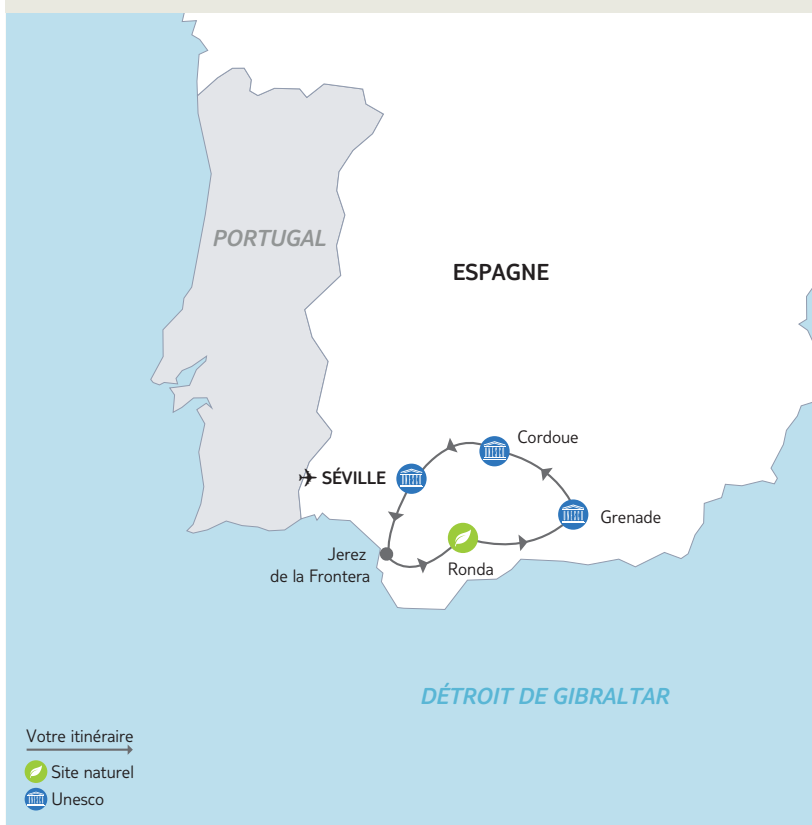 PORTUGAL
ESPAGNE
Cordoue
SÉVILLE
Grenade
Jerez
de la Frontera
Ronda
DÉTROIT DE GIBRALTAR
Votre itinéraire
Site naturel
Unesco